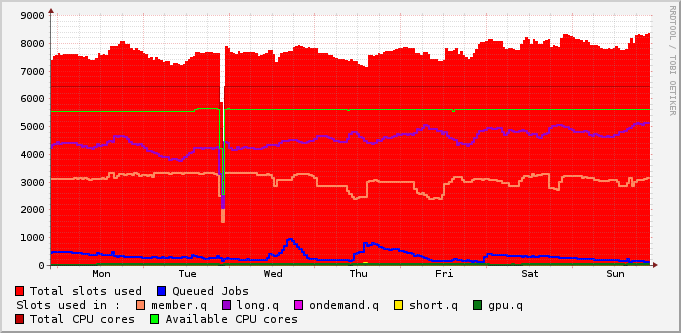 RRDTOOL / TOBI OETIKER
9000
8000
7000
6000
5000
4000
3000
2000
1000
0
Mon Tue Wed Thu Fri Sat Sun
Total slots used Queued Jobs
Slots used in : member.q long.q ondemand.q short.q gpu.q
Total CPU cores Available CPU cores